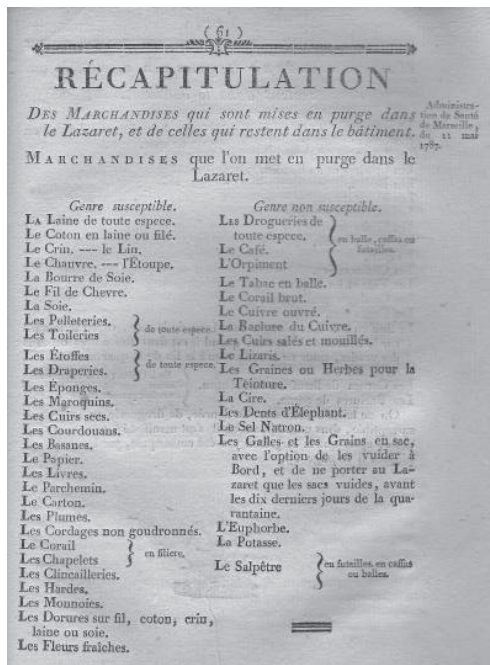 ( 61 )
RÉCAPITULATION
DES MARCHANDISES qui sont mises en purge dans
le Lazaret, et de celles qui restent dans le bâtiment.
Administra-
tion de Santé
de Marseille,
du 11 mai
1787.
MARCHANDISES que l'on met en purge dans le
Lazaret.
Genre susceptible.
LA Laine de toute espece.
Le Coton en laine ou filé.
Le Crin. --- le Lin.
Le Chauvre. --- l'Étoupe.
La Bourre de Soie.
Le Fil de Chevre.
La Soie.
Les Pelleteries.
Les Toileries
de toute espece.
Les Étoffes
Les Draperies.
de toute espece.
Les Éponges.
Les Maroquins.
Les Cuirs secs.
Les Courdouans.
Les Basanes.
Le Papier.
Les Livres.
Le Parchemin.
Le Carton.
Les Plumes.
Les Cordages non goudronnés.
Le Corail
Les Chapelets
en filiere.
Les Clincailleries.
Les Hardes.
Les Monnoies.
Les Dorures sur fil, coton, crin,
laine ou soie.
Les Fleurs fraîches.
Genre non susceptible.
LES Drogueries de
toute espece.
Le Café.
L'Orpiment
en balle, caffas ou
futailles.
Le Tabac en balle.
Le Corail brut.
Le Cuivre ouvré.
La Raclure du Cuivre.
Les Cuirs salés et mouillés.
Le Lizaris.
Les Graines ou Herbes pour la
Teinture.
La Cire.
Les Dents d'Élephant.
Le Sel Natron.
Les Galles et les Grains en sac,
avec l'option de les vuider à
Bord, et de ne porter au La-
zaret que les sacs vuides, avant
les dix derniers jours de la qua-
rantaine.
L'Euphorbe.
La Potasse.
Le Salpêtre
en futailles, en caffas
ou balles.